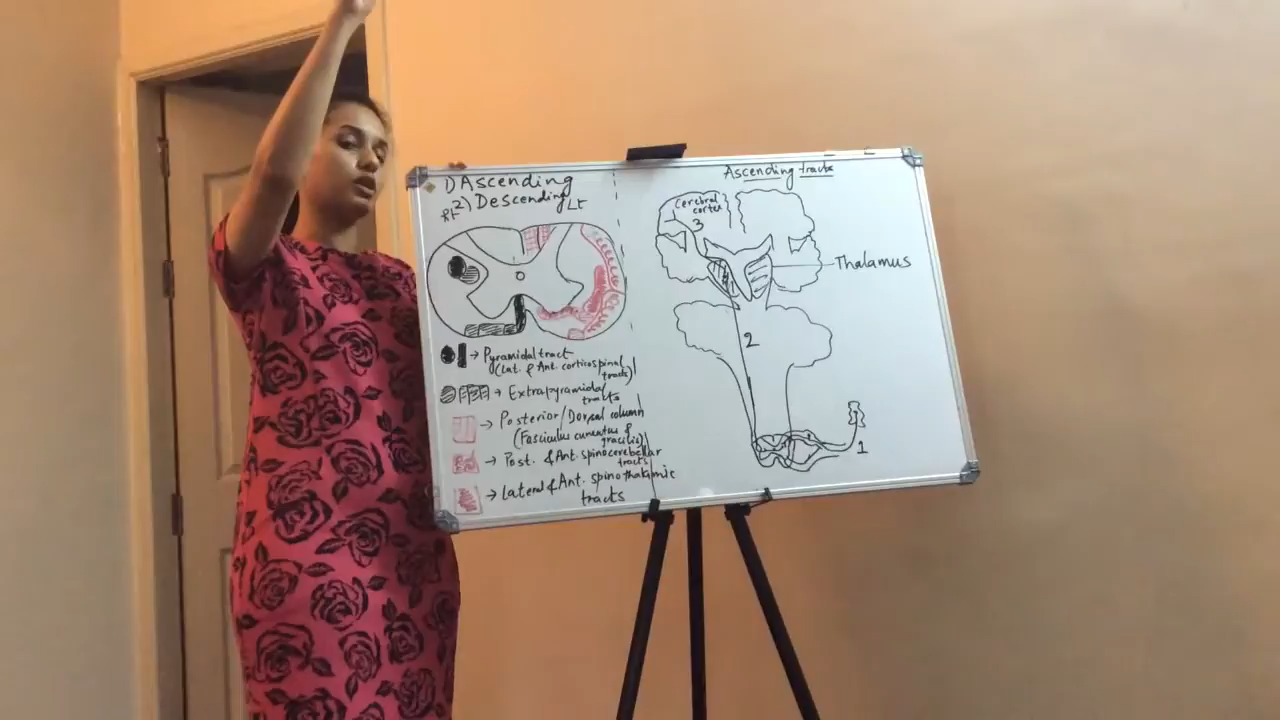 1) Ascending
2) Descending
Rt
Lt
→ Pyramidal tract
(Lat. & Ant. corticospinal
tracts)
→ Extrapyramidal
tracts
→ Posterior/Dorsal column
(Fasciculus cuneatus &
gracilis)
→ Post. & Ant. spinocerebellar
tracts
→ Lateral & Ant. spinothalamic
tracts
Ascending tracts
Cerebral
cortex
3
Thalamus
2
1